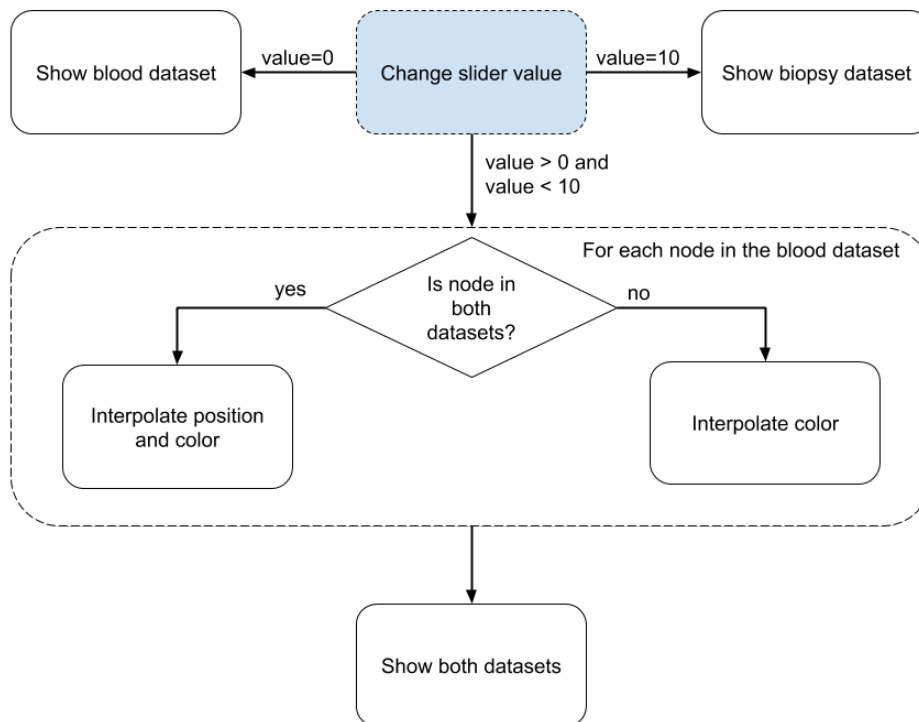 Show blood dataset
value=0
Change slider value
value=10
Show biopsy dataset
value > 0 and
value < 10
For each node in the blood dataset
yes
Is node in
both
datasets?
no
Interpolate position
and color
Interpolate color
Show both datasets